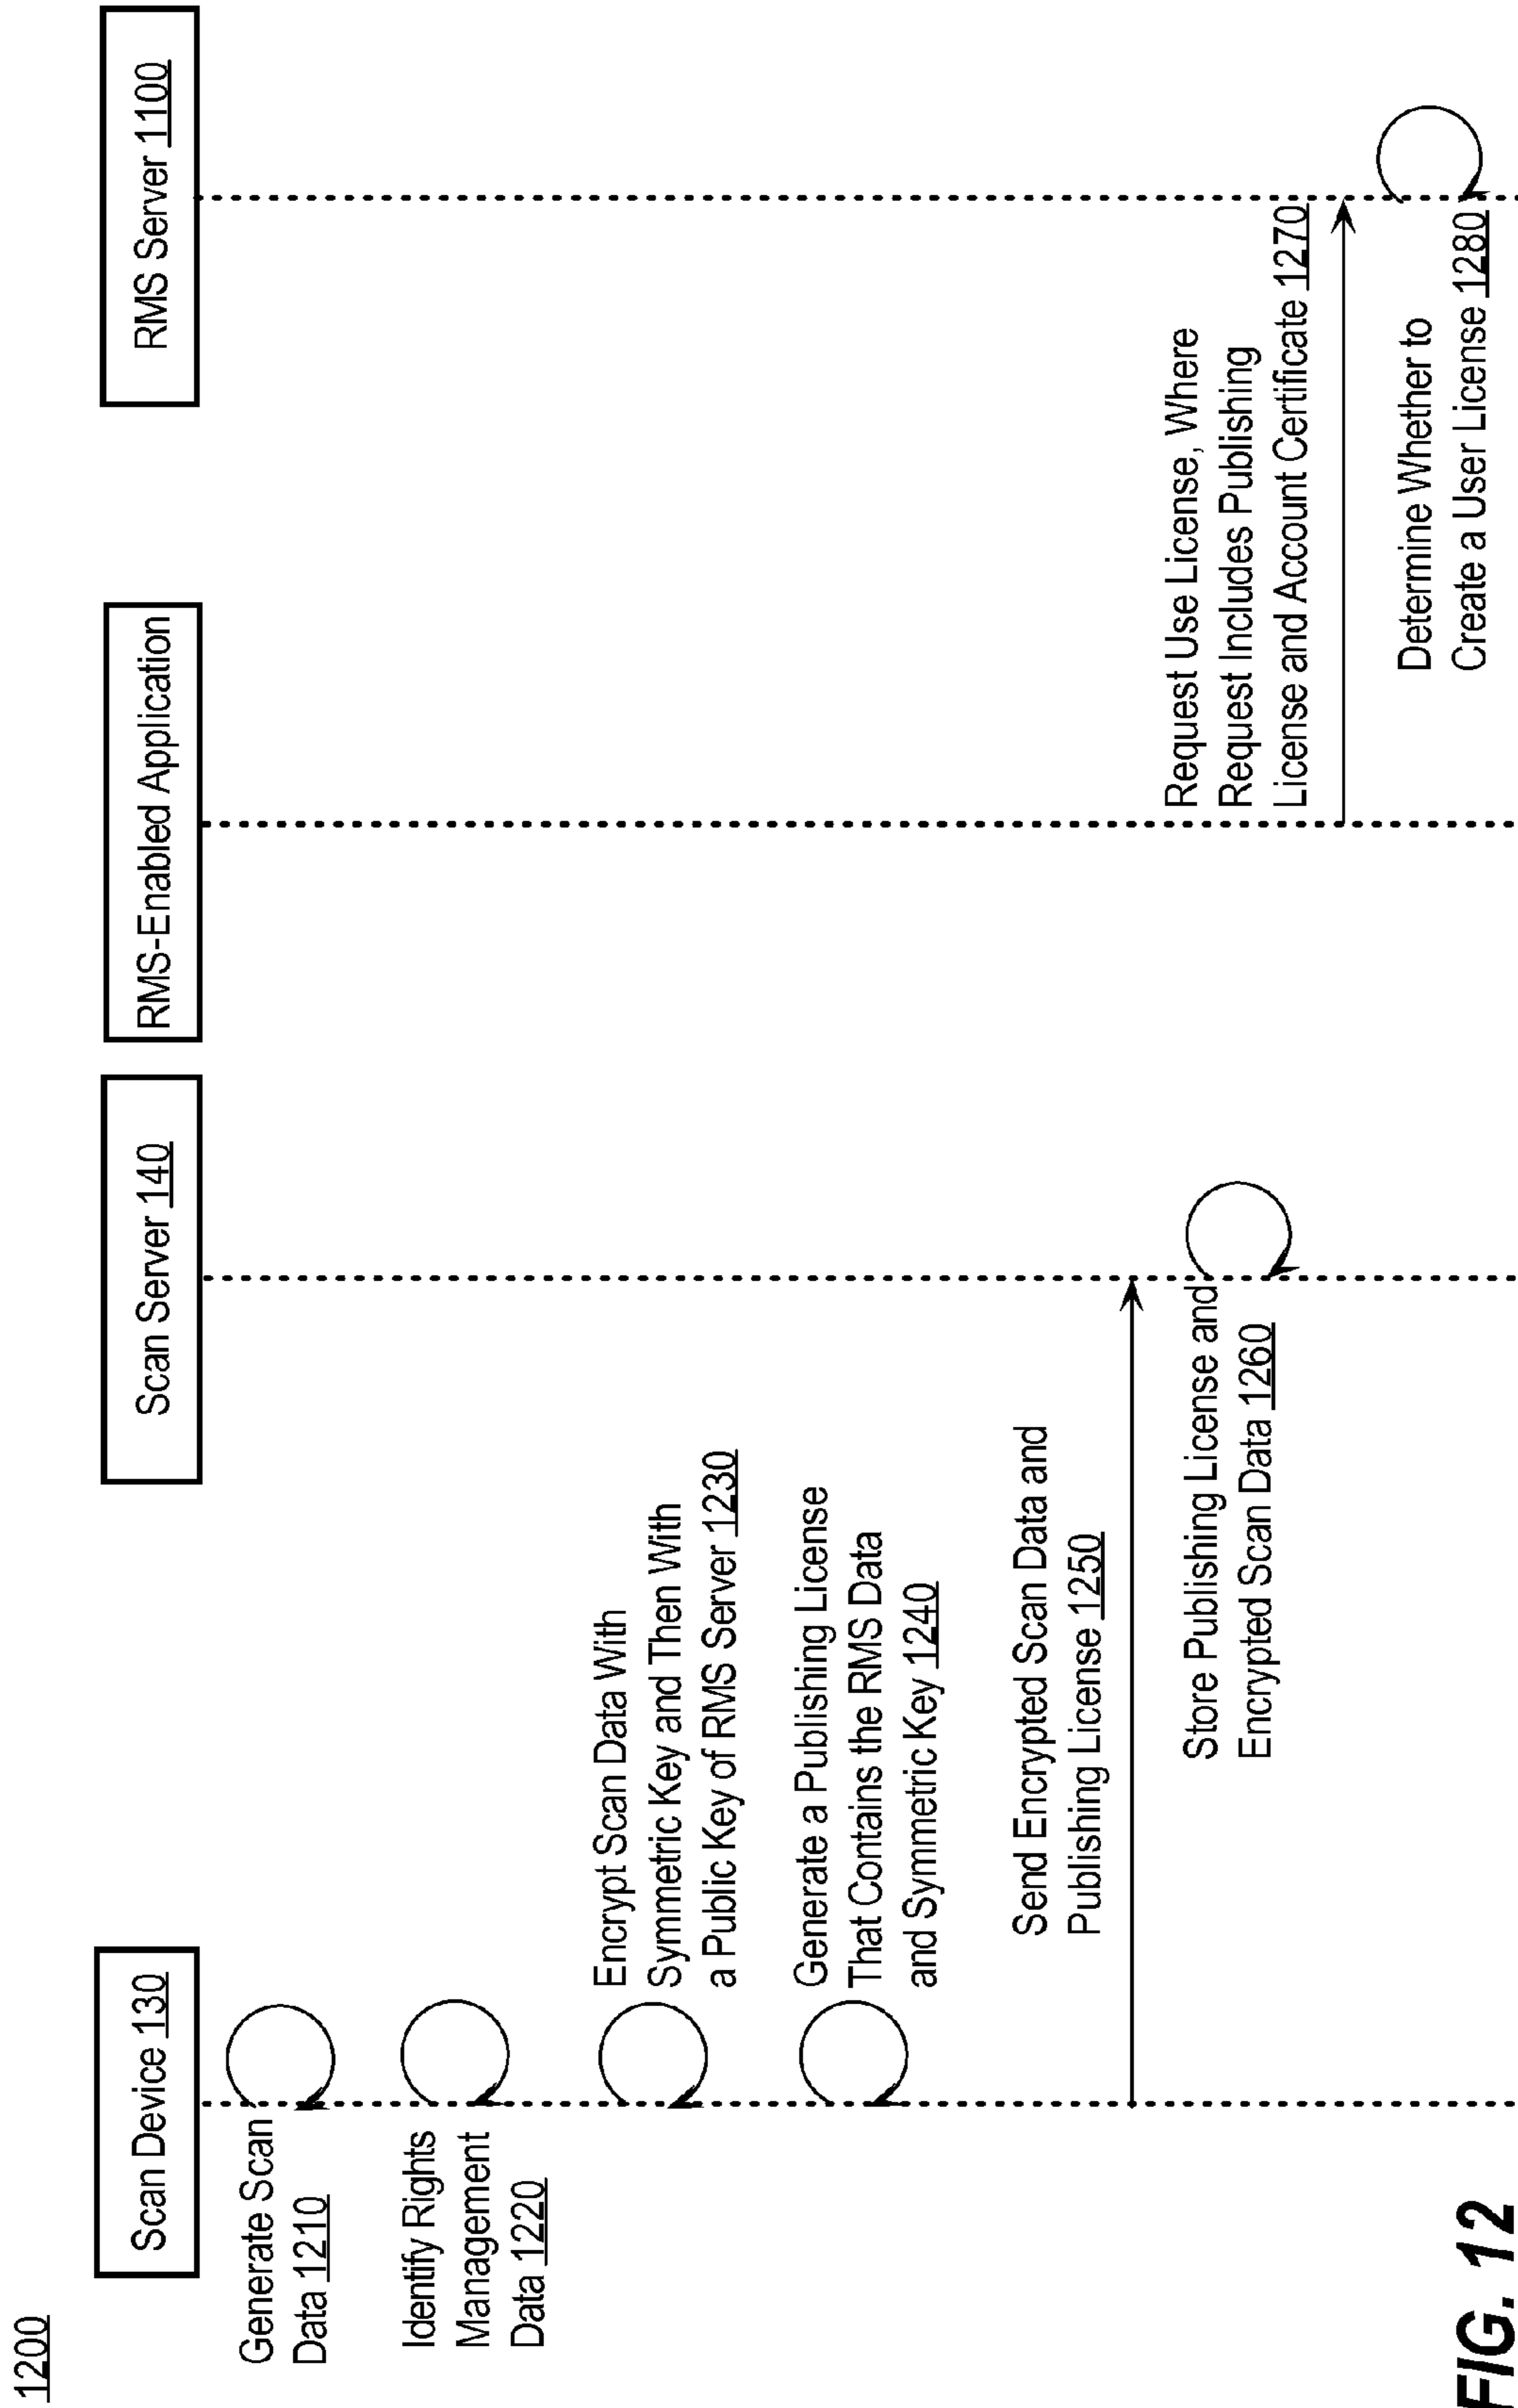 1200
Scan Device 130
Scan Server 140
RMS-Enabled Application
RMS Server 1100
Generate Scan
Data 1210
Identify Rights
Management
Data 1220
Encrypt Scan Data With
Symmetric Key and Then With
a Public Key of RMS Server 1230
Generate a Publishing License
That Contains the RMS Data
and Symmetric Key 1240
Send Encrypted Scan Data and
Publishing License 1250
Store Publishing License and
Encrypted Scan Data 1260
Request Use License, Where
Request Includes Publishing
License and Account Certificate 1270
Determine Whether to
Create a User License 1280
FIG. 12